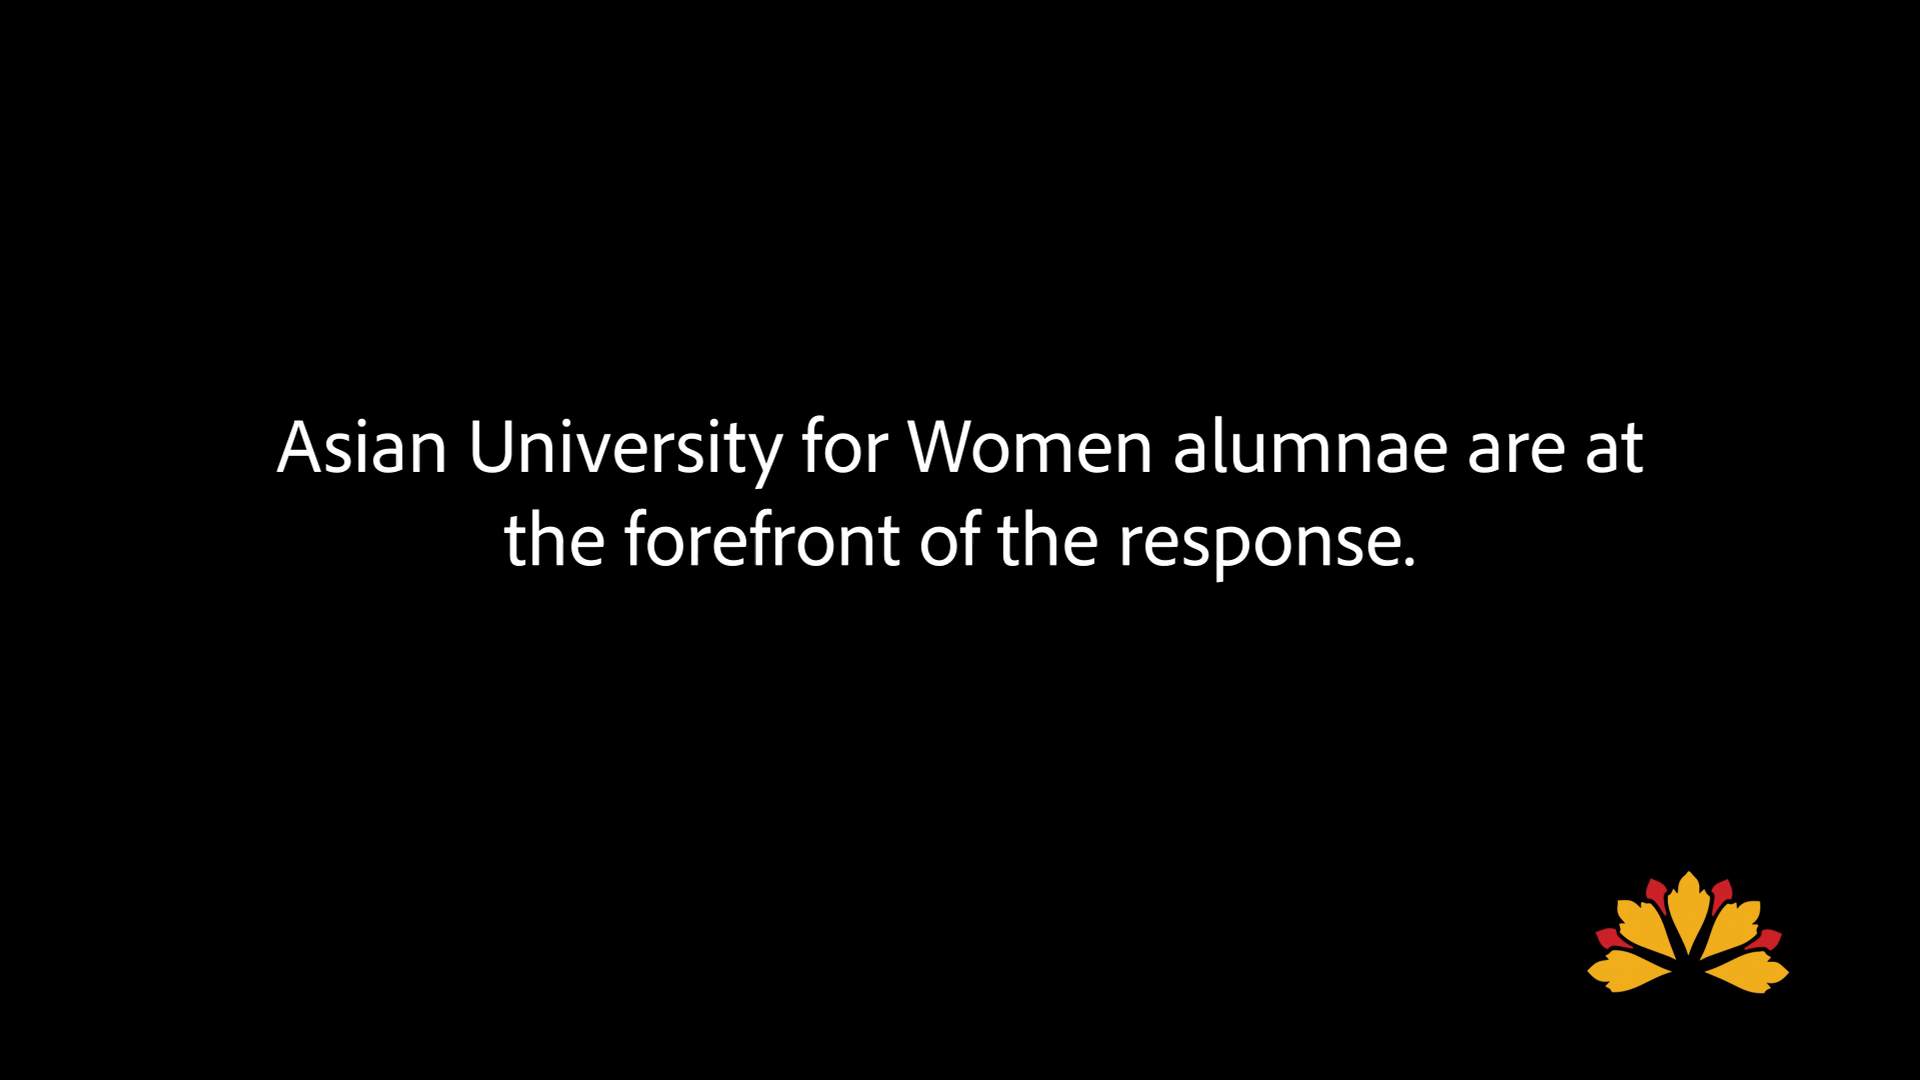 Asian University for Women alumnae are at
the forefront of the response.